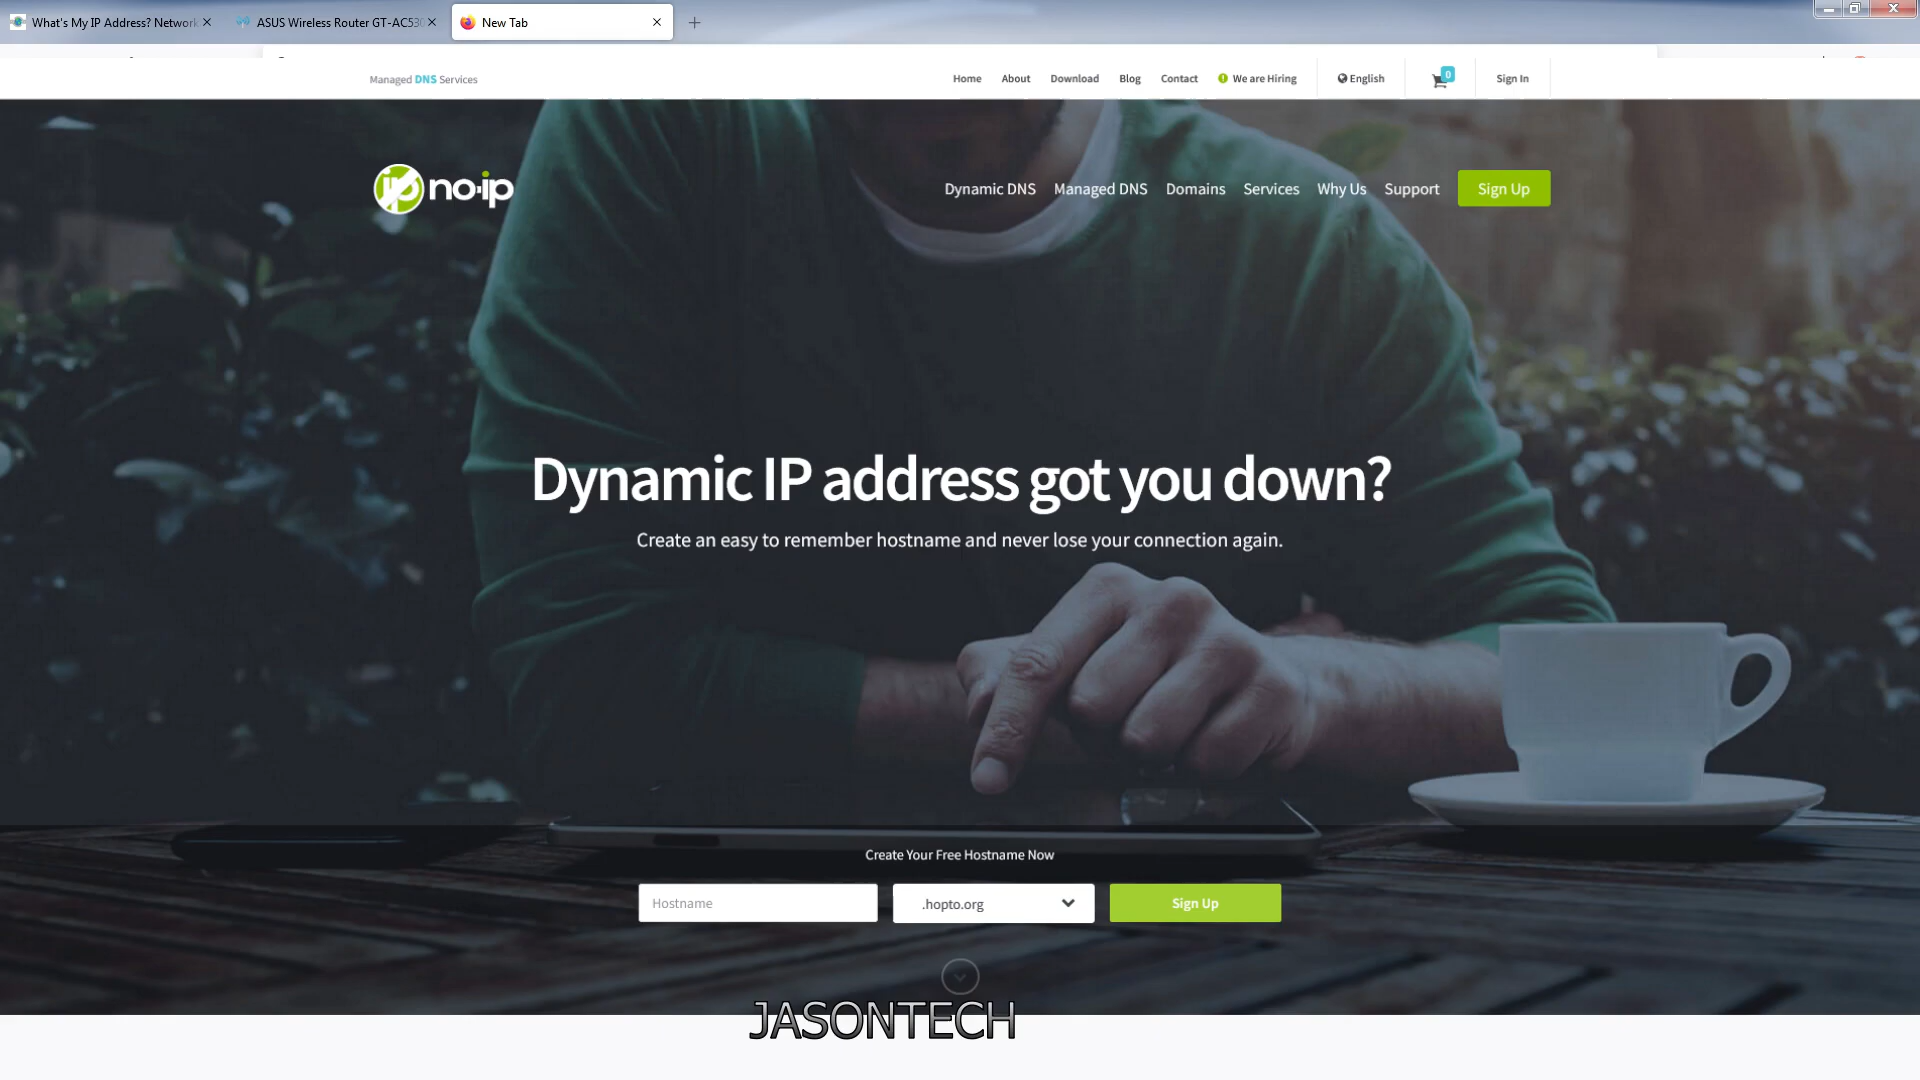 What's My IP Address? Network
ASUS Wireless Router GT-AC530
New Tab
Managed DNS Services
Home
About
Download
Blog
Contact
We are Hiring
English
0
Sign In
no-ip
Dynamic DNS
Managed DNS
Domains
Services
Why Us
Support
Sign Up
Dynamic IP address got you down?
Create an easy to remember hostname and never lose your connection again.
Create Your Free Hostname Now
Hostname
.hopto.org
Sign Up
JASONTECH